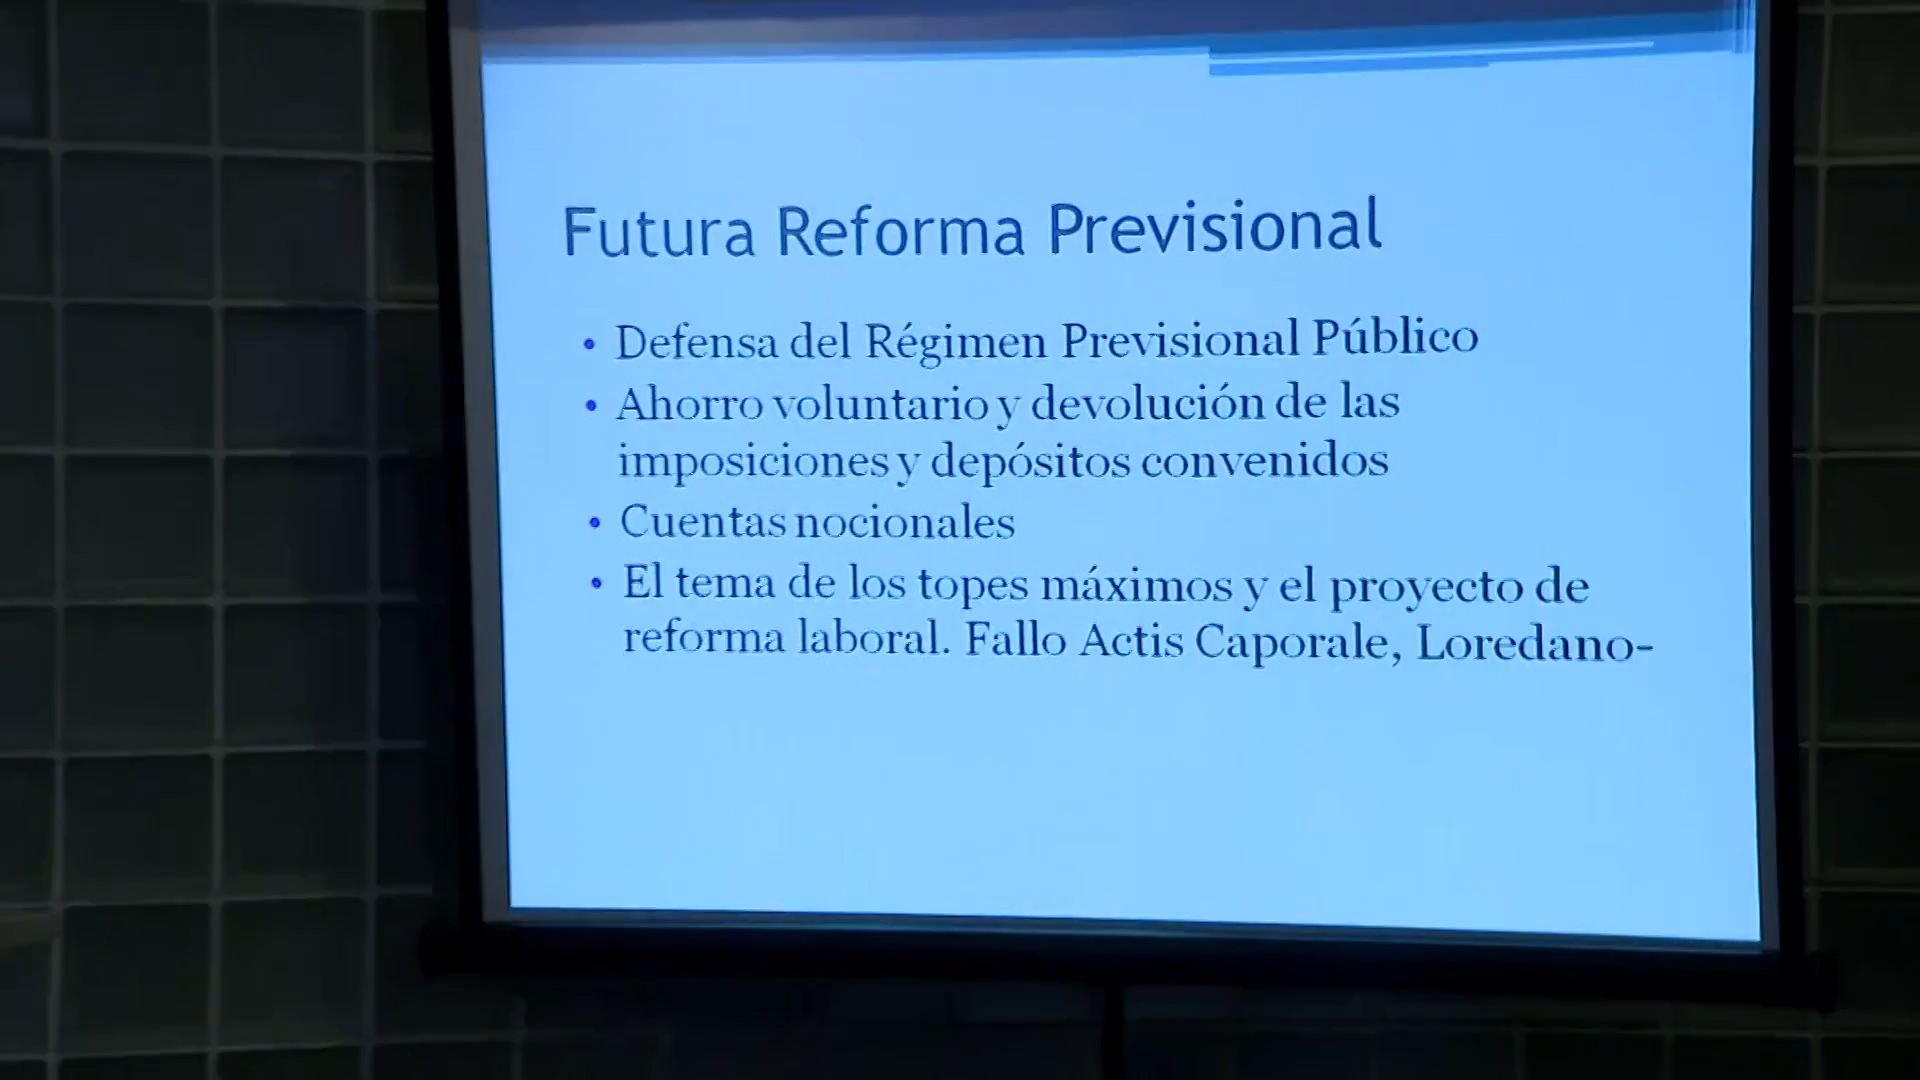 Futura Reforma Previsional
• Defensa del Régimen Previsional Público
• Ahorro voluntario y devolución de las
imposiciones y depósitos convenidos
• Cuentas nocionales
• El tema de los topes máximos y el proyecto de
reforma laboral. Fallo Actis Caporale, Loredano-